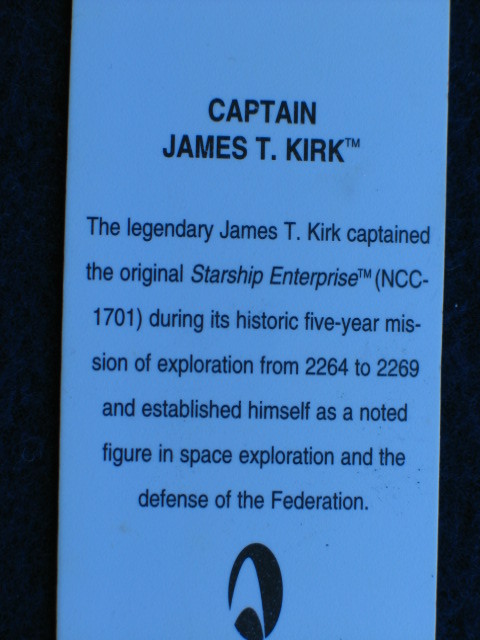 CAPTAIN
JAMES T. KIRK™
The legendary James T. Kirk captained
the original Starship Enterprise™ (NCC-
1701) during its historic five-year mis-
sion of exploration from 2264 to 2269
and established himself as a noted
figure in space exploration and the
defense of the Federation.